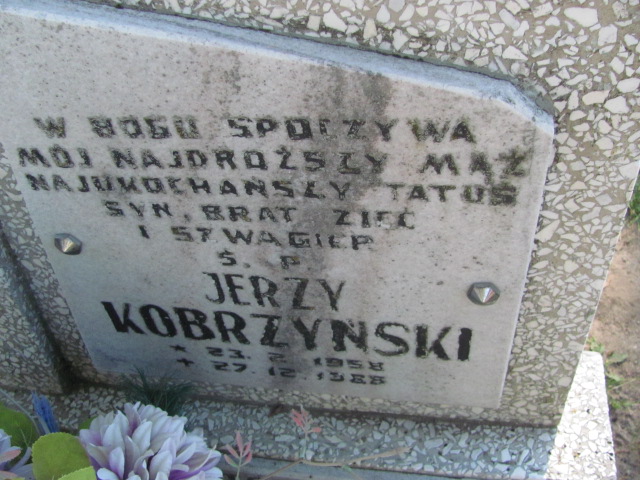 W BOGU SPOCZYWA
MÓJ NAJDROŻSZY MĄŻ
NAJUKOCHAŃSZY TATUŚ
SYN, BRAT ZIĘĆ
I SZWAGIER
Ś. P.
JERZY
KOBRZYŃSKI
* 23.2.1958
+ 27.12.1988